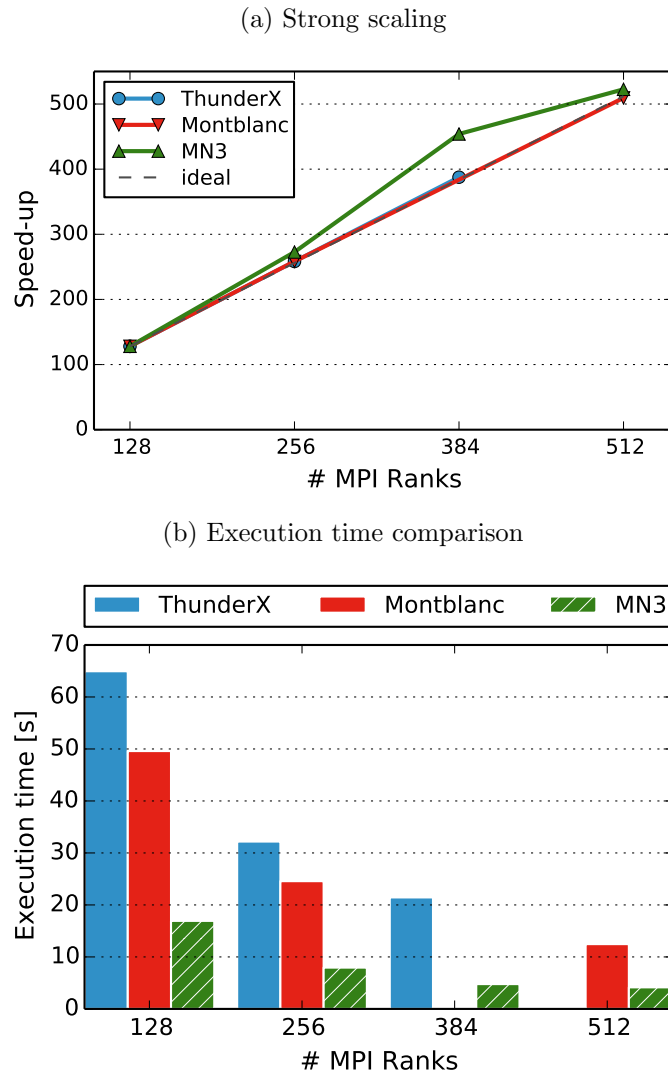 (a) Strong scaling
ThunderX
Montblanc
MN3
ideal
500
400
300
200
100
0
Speed-up
128 256 384 512
# MPI Ranks
(b) Execution time comparison
ThunderX Montblanc MN3
70
60
50
40
30
20
10
0
Execution time [s]
128 256 384 512
# MPI Ranks